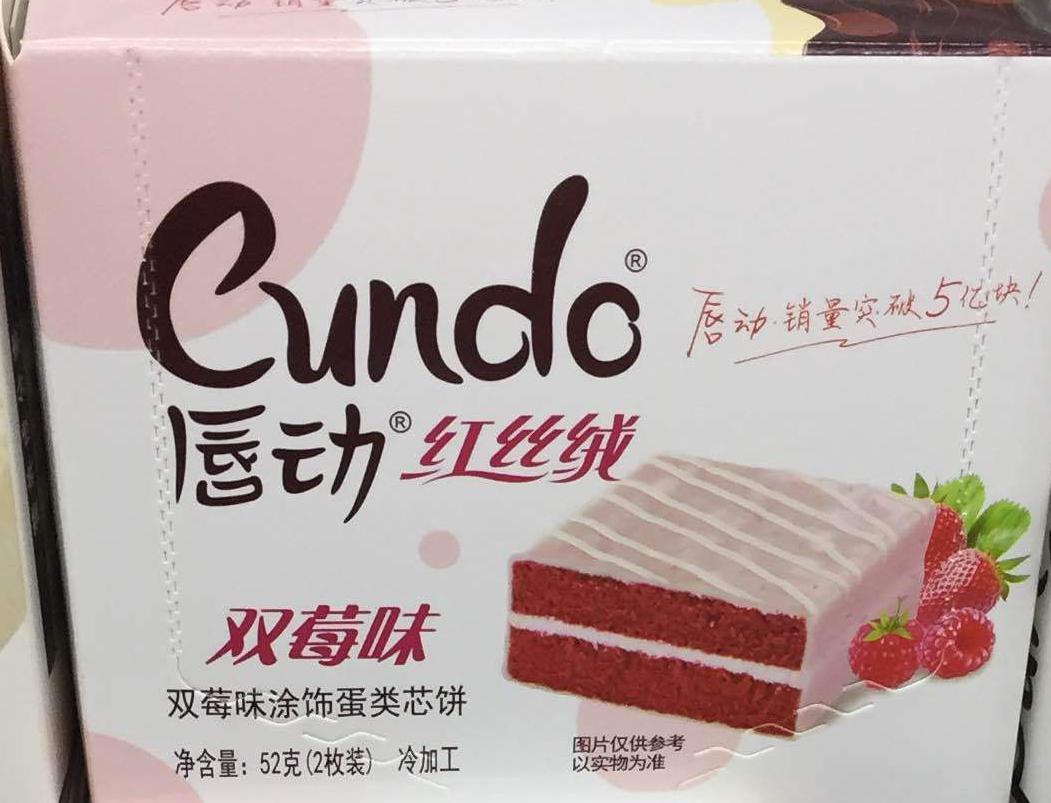 Cundo®
唇动·销量突破5亿块!
唇动®红丝绒
双莓味
双莓味涂饰蛋类芯饼
净含量：52克(2枚装) 冷加工
图片仅供参考
以实物为准